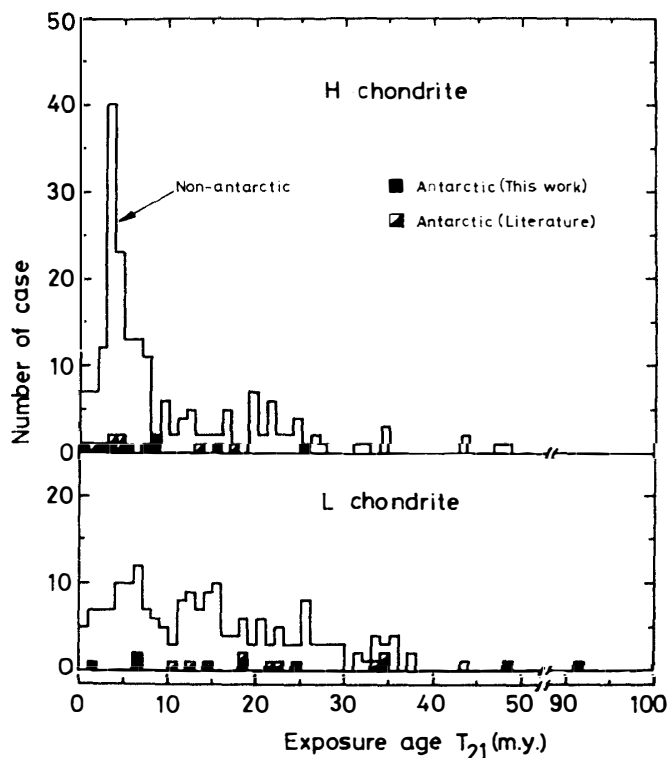 50
H chondrite
40
Non-antarctic
Antarctic (This work)
Antarctic (Literature)
30
20
10
0
Number of case
L chondrite
20
10
0
0 10 20 30 40 50 90 100
Exposure age T21 (m.y.)